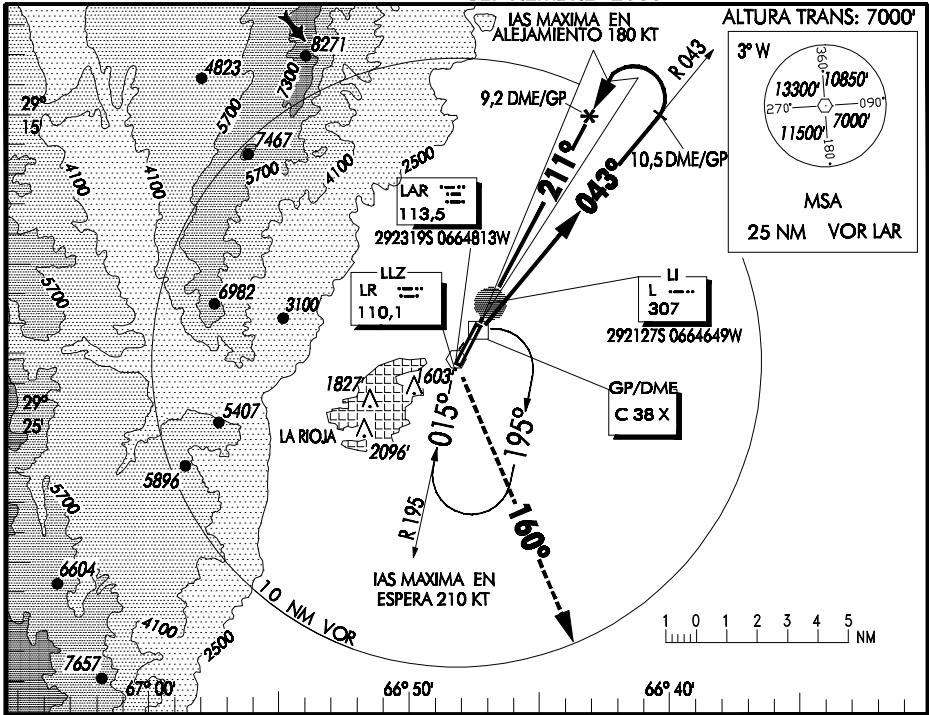 IAS MAXIMA EN
ALEJAMIENTO 180 KT
ALTURA TRANS: 7000'
3° W
360°
13300'
10850'
270°
090°
11500'
7000'
180°
MSA
25 NM VOR LAR
R 043
9,2 DME/GP
10,5 DME/GP
211°
043°
8271
4823
7300
5700
29°
15'
7467
5700
4100
4100
4100
2500
LAR
113,5
292319S 0664813W
5700
6982
3100
LLZ
LR
110,1
LI
L
307
292127S 0664649W
GP/DME
C 38 X
1827'
603'
29°
25'
5407
LA RIOJA
2096'
5896
015°
195°
R 195
160°
5700
6604
IAS MAXIMA EN
ESPERA 210 KT
10 NM VOR
4100
2500
7657
67° 00'
66° 50'
66° 40'
1 0 1 2 3 4 5 NM